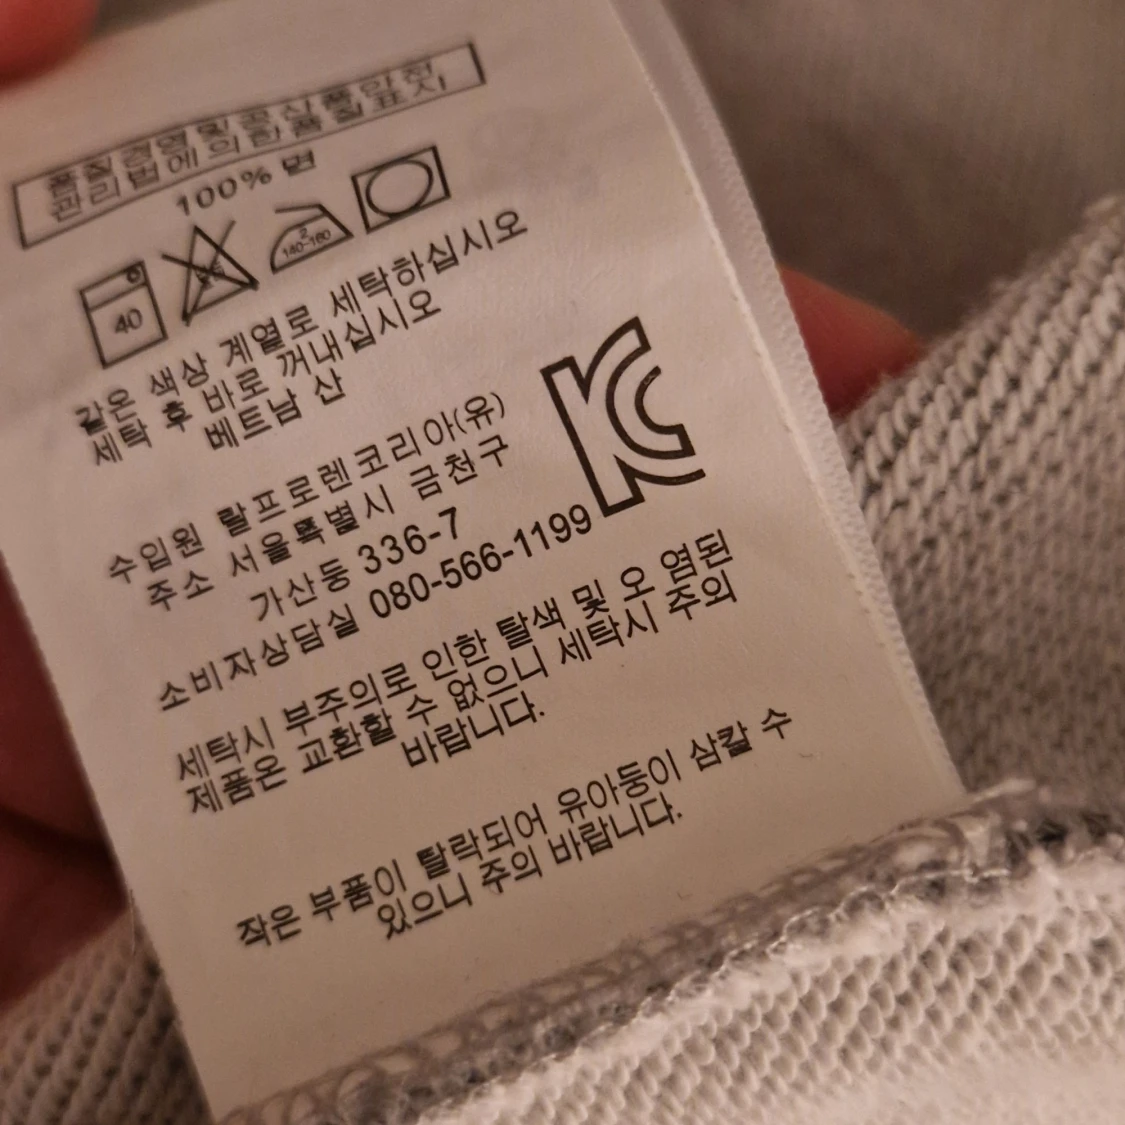 품질경영및공산품안전
관리법에의한품질표시
100% 면
40
2
140-160
같은 색상 계열로 세탁하십시오
세탁 후 바로 꺼내십시오
베트남 산
수입원 랄프로렌코리아(유)
주소 서울특별시 금천구
가산동 336-7
소비자상담실 080-566-1199
세탁시 부주의로 인한 탈색 및 오 염된
제품은 교환할 수 없으니 세탁시 주의
바랍니다.
작은 부품이 탈락되어 유아둥이 삼칼 수
있으니 주의 바랍니다.